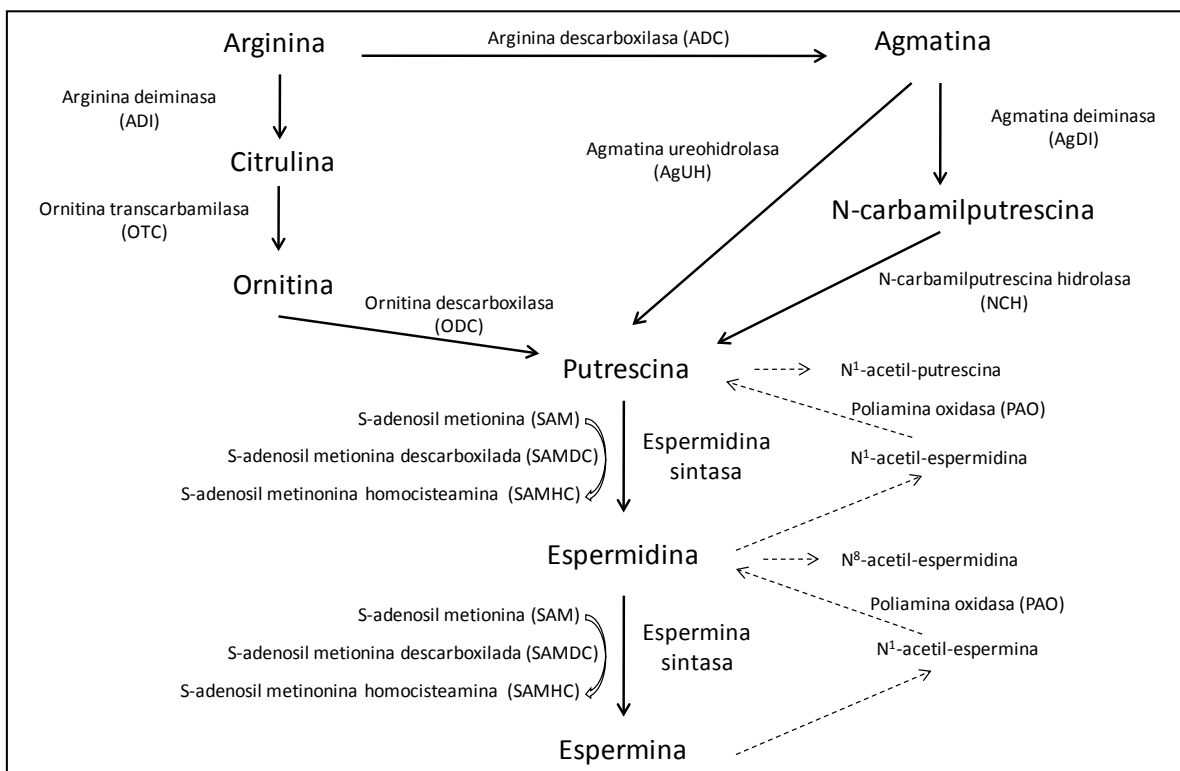 Arginina
Arginina descarboxilasa (ADC)
Agmatina
Arginina deiminasa
(ADI)
Agmatina deiminasa
(AgDI)
Citrulina
Agmatina ureohidrolasa
(AgUH)
Ornitina transcarbamilasa
(OTC)
N-carbamilputrescina
Ornitina
N-carbamilputrescina hidrolasa
(NCH)
Ornitina descarboxilasa
(ODC)
Putrescina
N¹-acetil-putrescina
Poliamina oxidasa (PAO)
S-adenosil metionina (SAM)
S-adenosil metionina descarboxilada (SAMDC)
S-adenosil metinonina homocisteamina (SAMHC)
Espermidina
sintasa
N¹-acetil-espermidina
Espermidina
N⁸-acetil-espermidina
Poliamina oxidasa (PAO)
S-adenosil metionina (SAM)
S-adenosil metionina descarboxilada (SAMDC)
S-adenosil metinonina homocisteamina (SAMHC)
Espermina
sintasa
N¹-acetil-espermina
Espermina